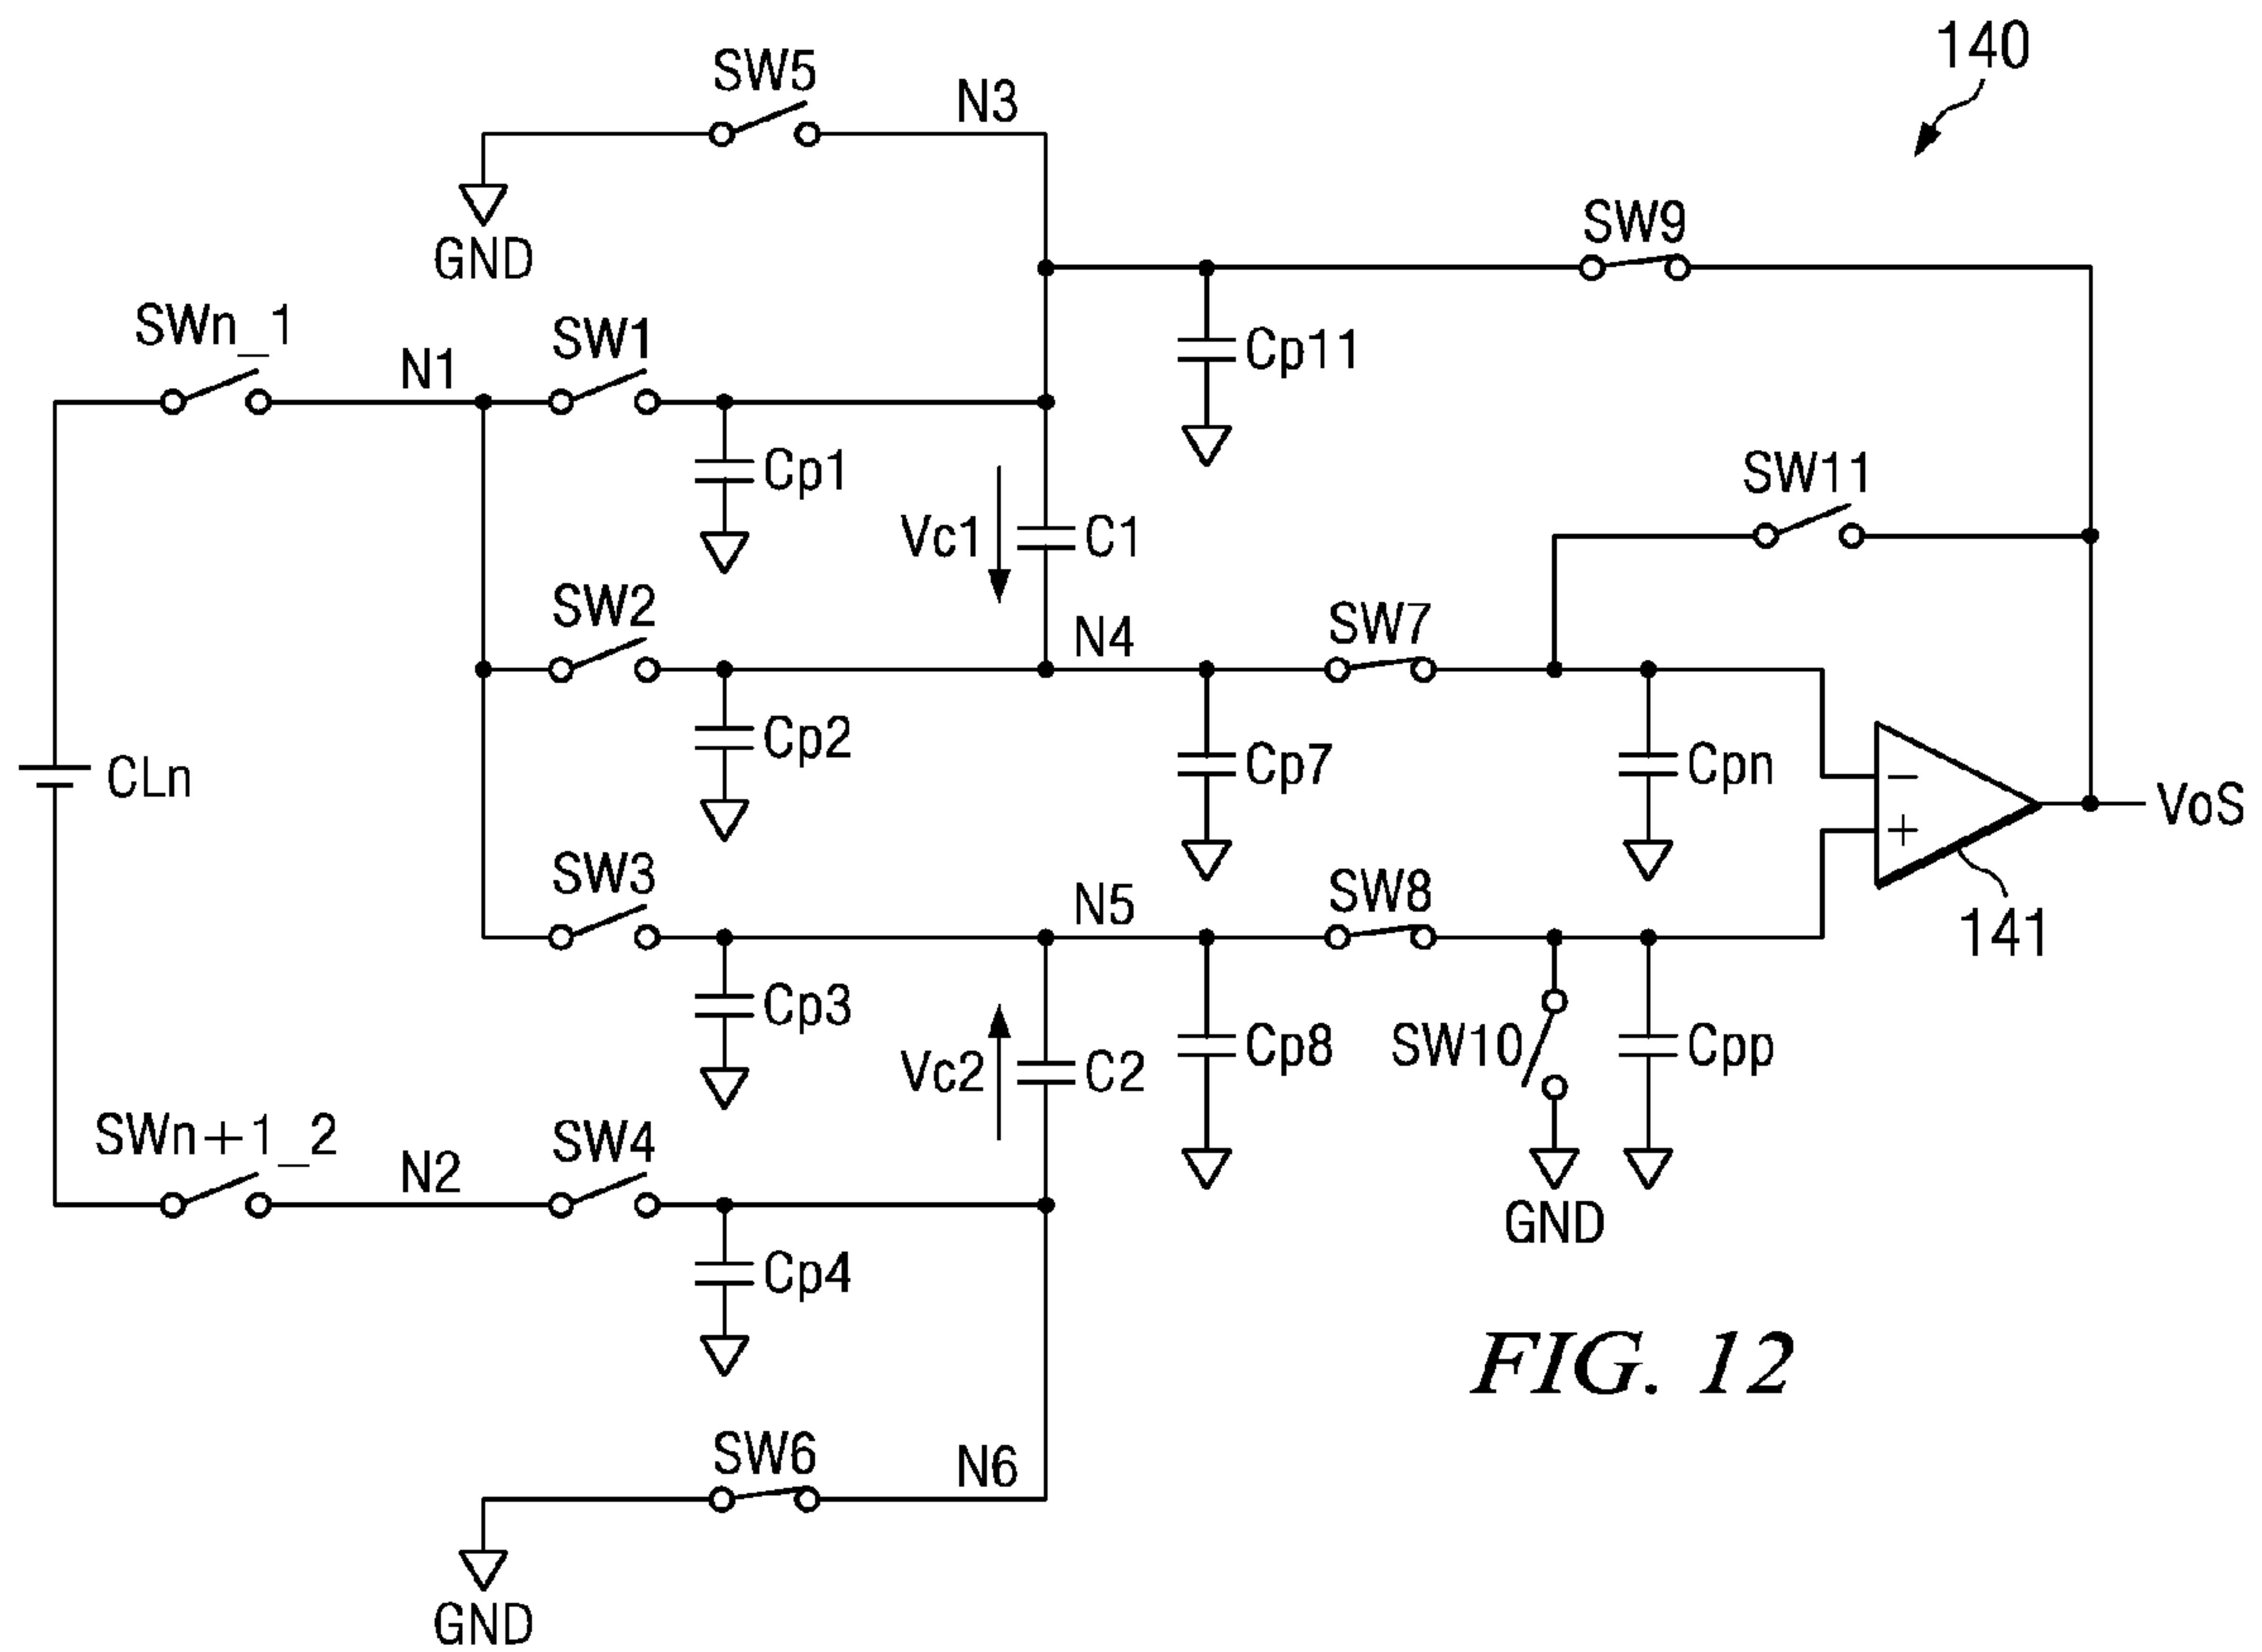 140
SW5
N3
GND
SW9
SWn_1
N1
SW1
Cp11
Cp1
SW11
Vc1
C1
SW2
N4
SW7
Cp2
Cp7
Cpn
CLn
−
+
VoS
SW3
N5
SW8
141
Cp3
Vc2
C2
Cp8
SW10
Cpp
SWn+1_2
N2
SW4
GND
Cp4
FIG. 12
SW6
N6
GND